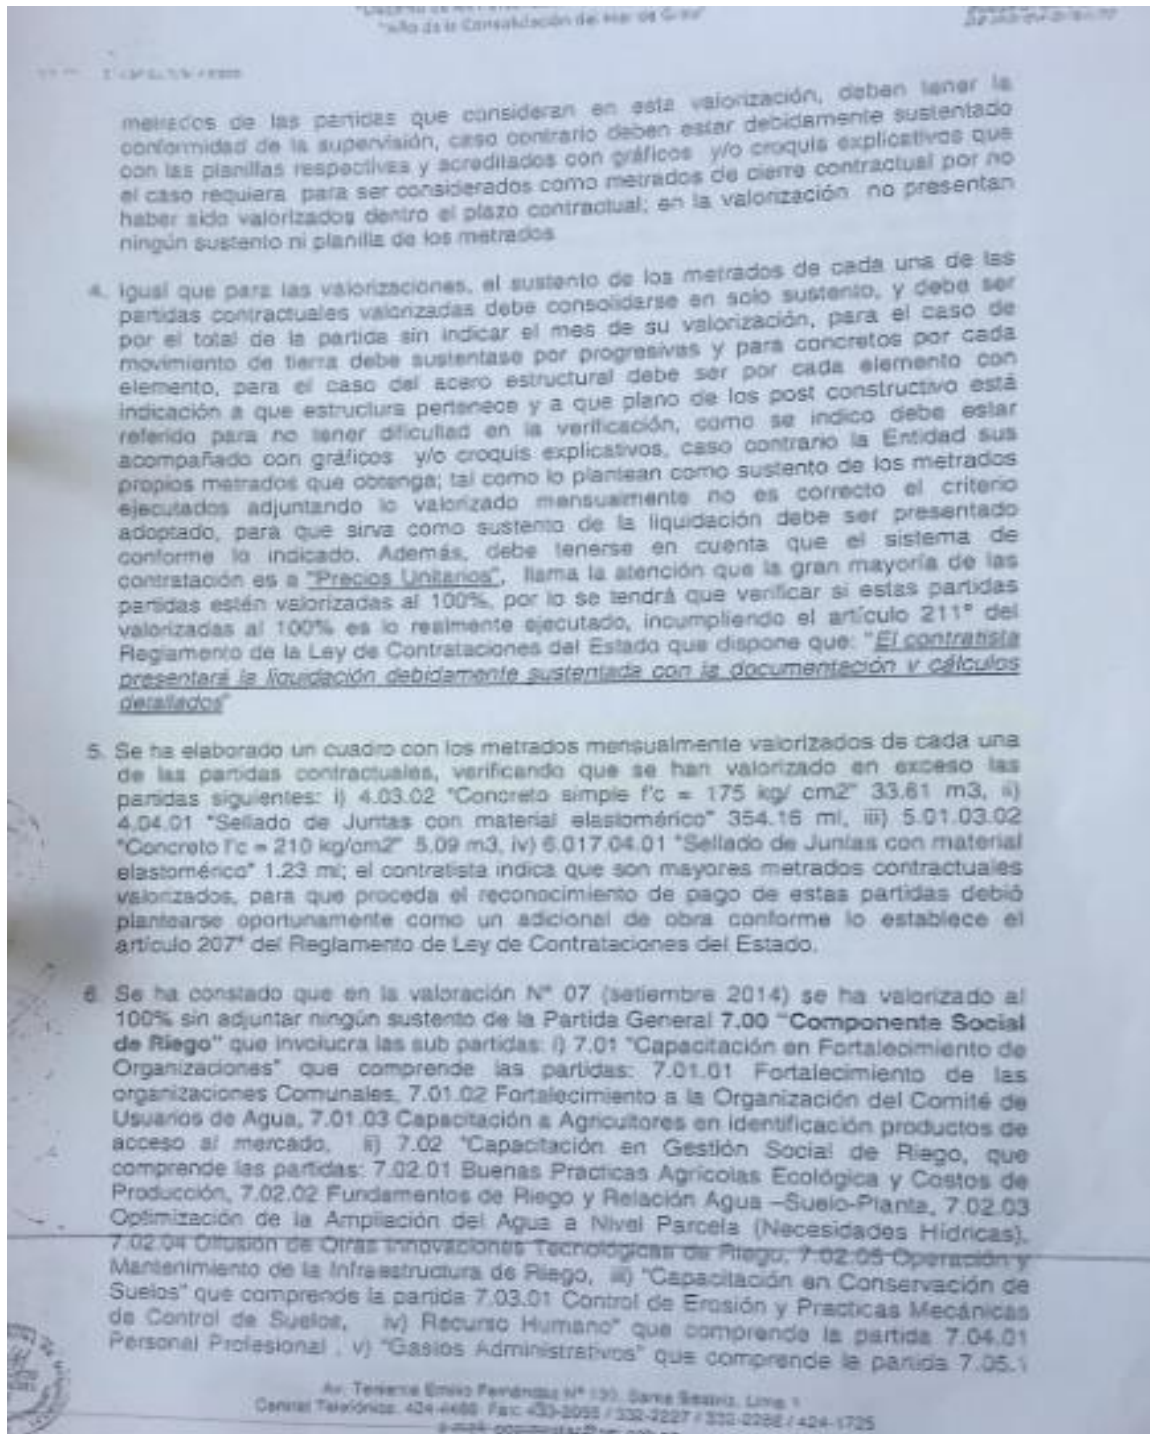 "Año de la Consolidación del Mar de Grau"
metrados de las partidas que consideran en esta valorización, deben tener la
conformidad de la supervisión, caso contrario deben estar debidamente sustentado
con las planillas respectivas y acreditados con gráficos y/o croquis explicativos que
el caso requiera para ser considerados como metrados de cierre contractual por no
haber sido valorizados dentro el plazo contractual; en la valorización no presentan
ningún sustento ni planilla de los metrados
4. Igual que para las valorizaciones, el sustento de los metrados de cada una de las
partidas contractuales valorizadas debe consolidarse en solo sustento, y debe ser
por el total de la partida sin indicar el mes de su valorización, para el caso de
movimiento de tierra debe sustentase por progresivas y para concretos por cada
elemento, para el caso del acero estructural debe ser por cada elemento con
indicación a que estructura pertenece y a que plano de los post constructivo está
referido para no tener dificultad en la verificación, como se indico debe estar
acompañado con gráficos y/o croquis explicativos, caso contrario la Entidad sus
propios metrados que obtenga; tal como lo plantean como sustento de los metrados
ejecutados adjuntando lo valorizado mensualmente no es correcto el criterio
adoptado, para que sirva como sustento de la liquidación debe ser presentado
conforme lo indicado. Además, debe tenerse en cuenta que el sistema de
contratación es a "Precios Unitarios", llama la atención que la gran mayoría de las
partidas estén valorizadas al 100%, por lo se tendrá que verificar si estas partidas
valorizadas al 100% es lo realmente ejecutado, incumpliendo el artículo 211° del
Reglamento de la Ley de Contrataciones del Estado que dispone que: "El contratista
presentará la liquidación debidamente sustentada con la documentación y cálculos
detallados"
5. Se ha elaborado un cuadro con los metrados mensualmente valorizados de cada una
de las partidas contractuales, verificando que se han valorizado en exceso las
partidas siguientes: i) 4.03.02 "Concreto simple f'c = 175 kg/ cm2" 33.61 m3, ii)
4.04.01 "Sellado de Juntas con material elastomérico" 354.16 ml, iii) 5.01.03.02
"Concreto f'c = 210 kg/cm2" 5.09 m3, iv) 6.017.04.01 "Sellado de Juntas con material
elastomérico" 1.23 ml; el contratista indica que son mayores metrados contractuales
valorizados, para que proceda el reconocimiento de pago de estas partidas debió
plantearse oportunamente como un adicional de obra conforme lo establece el
artículo 207° del Reglamento de Ley de Contrataciones del Estado.
6. Se ha constado que en la valoración N° 07 (setiembre 2014) se ha valorizado al
100% sin adjuntar ningún sustento de la Partida General 7.00 "Componente Social
de Riego" que involucra las sub partidas: i) 7.01 "Capacitación en Fortalecimiento de
Organizaciones" que comprende las partidas: 7.01.01 Fortalecimiento de las
organizaciones Comunales, 7.01.02 Fortalecimiento a la Organización del Comité de
Usuarios de Agua, 7.01.03 Capacitación a Agricultores en identificación productos de
acceso al mercado, ii) 7.02 "Capacitación en Gestión Social de Riego, que
comprende las partidas: 7.02.01 Buenas Practicas Agrícolas Ecológica y Costos de
Producción, 7.02.02 Fundamentos de Riego y Relación Agua –Suelo-Planta, 7.02.03
Optimización de la Ampliación del Agua a Nivel Parcela (Necesidades Hídricas),
7.02.04 Difusión de Otras Innovaciones Tecnológicas de Riego, 7.02.05 Operación y
Mantenimiento de la Infraestructura de Riego, iii) "Capacitación en Conservación de
Suelos" que comprende la partida 7.03.01 Control de Erosión y Practicas Mecánicas
de Control de Suelos, iv) Recurso Humano" que comprende la partida 7.04.01
Personal Profesional , v) "Gastos Administrativos" que comprende la partida 7.05.1
Av. Teniente Emilio Fernández N° 130, Santa Beatriz, Lima 1
Central Telefónica: 424-4488 Fax: 433-2055 / 332-2227 / 332-2286 / 424-1725